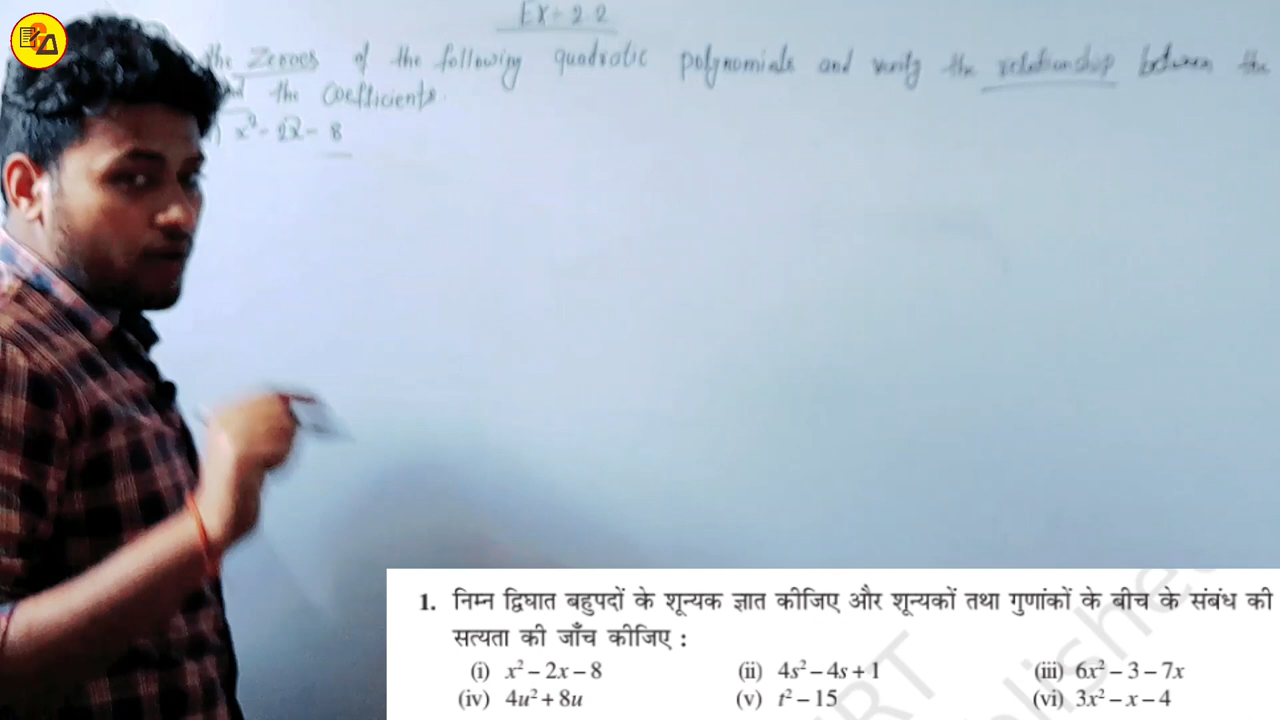 Ex - 2.2
the Zeroes of the following quadratic polynomials and verify the relationship between the
the Coefficients.
) x² - 2x - 8
1. निम्न द्विघात बहुपदों के शून्यक ज्ञात कीजिए और शून्यकों तथा गुणांकों के बीच के संबंध की
सत्यता की जाँच कीजिए :
(i) x² – 2x – 8 (ii) 4s² – 4s + 1 (iii) 6x² – 3 – 7x
(iv) 4u² + 8u (v) t² – 15 (vi) 3x² – x – 4